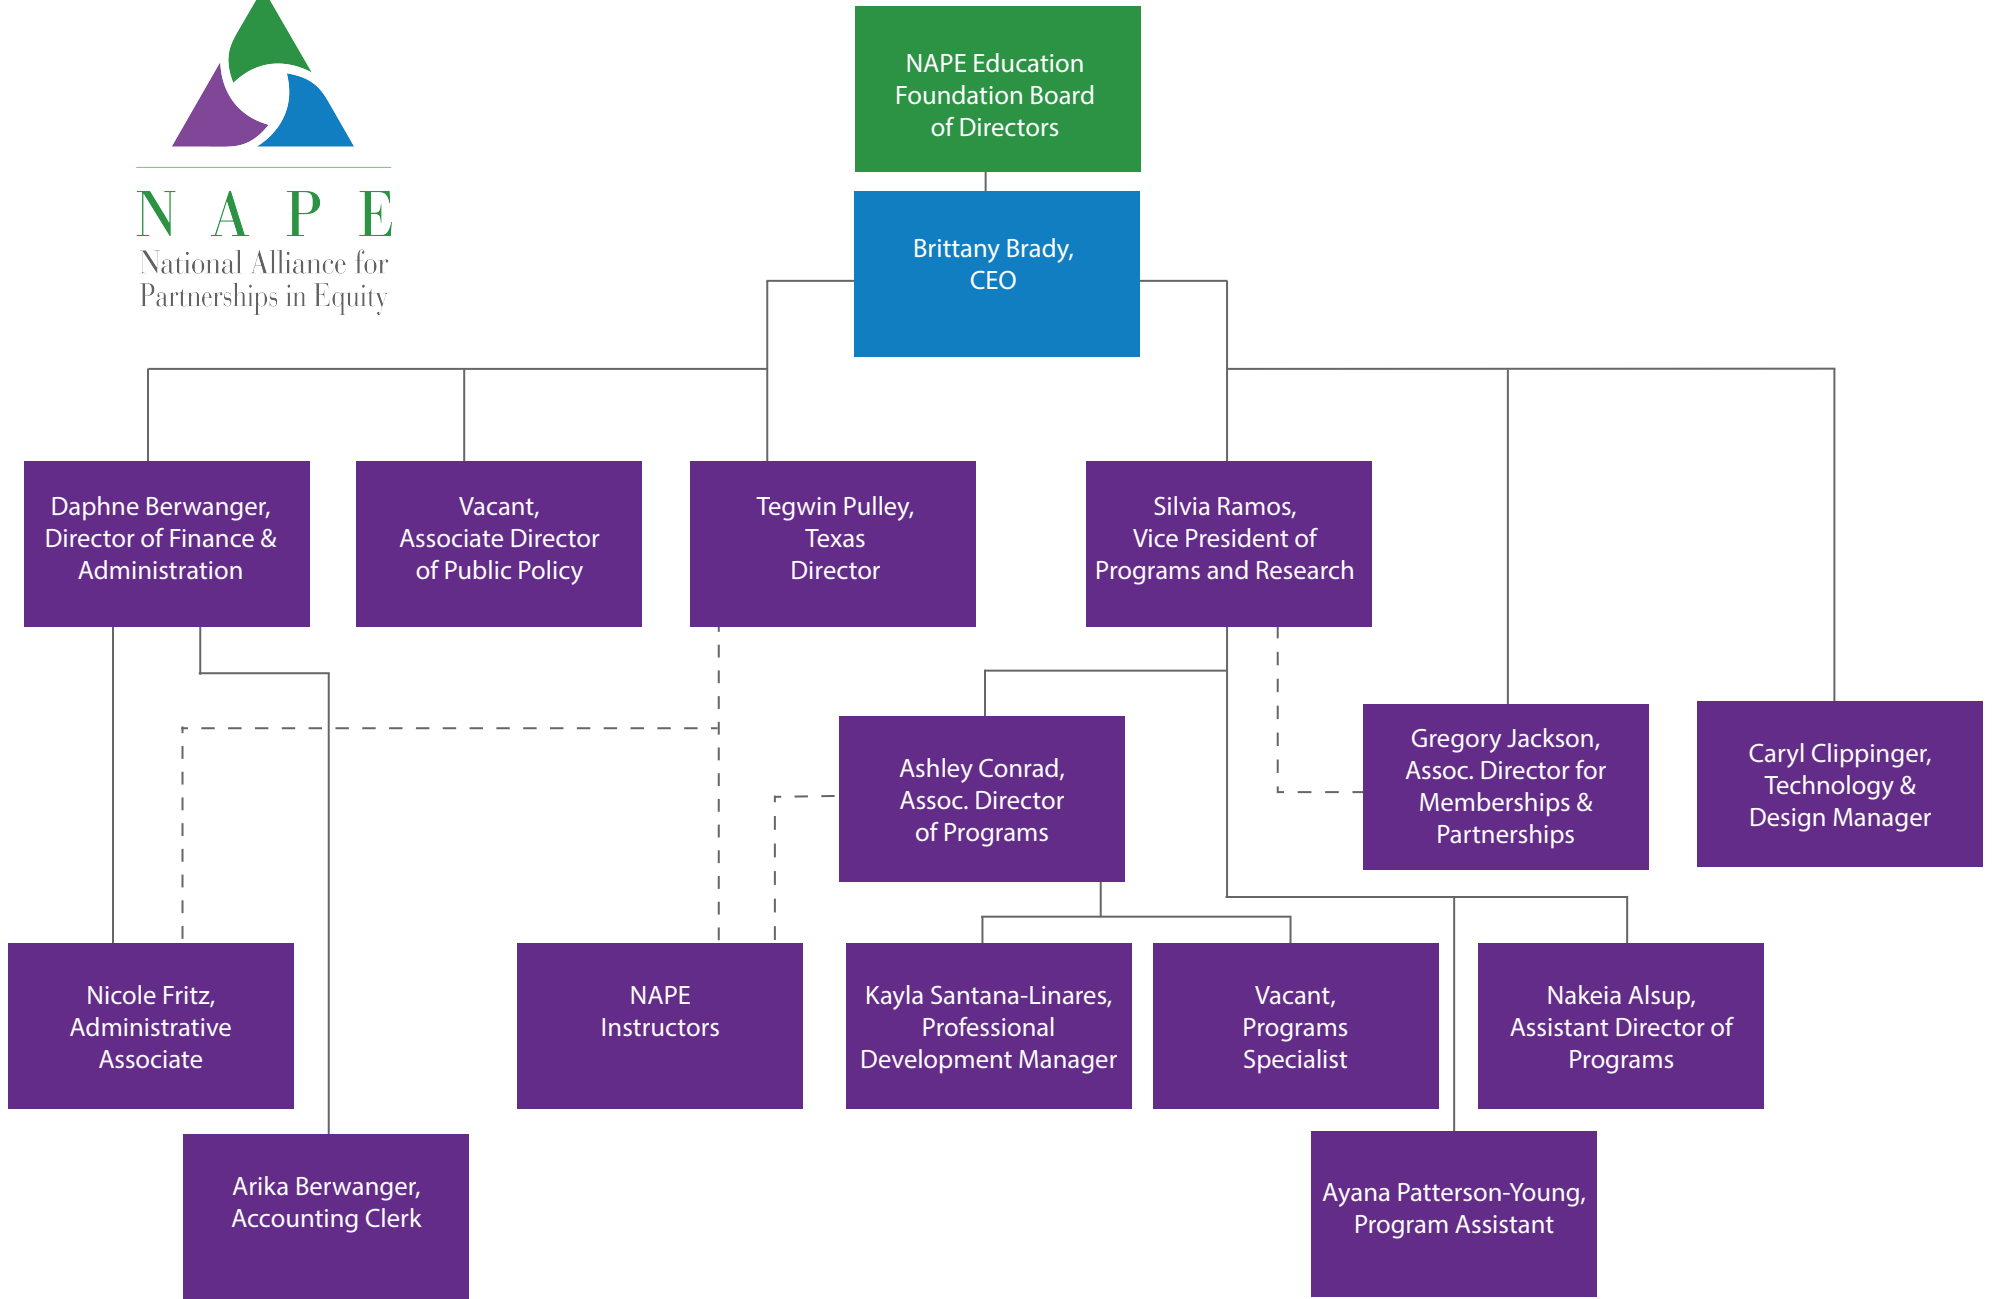 N A P E
National Alliance for
Partnerships in Equity
NAPE Education
Foundation Board
of Directors
Brittany Brady,
CEO
Daphne Berwanger,
Director of Finance &
Administration
Vacant,
Associate Director
of Public Policy
Tegwin Pulley,
Texas
Director
Silvia Ramos,
Vice President of
Programs and Research
Ashley Conrad,
Assoc. Director
of Programs
Gregory Jackson,
Assoc. Director for
Memberships &
Partnerships
Caryl Clippinger,
Technology &
Design Manager
Nicole Fritz,
Administrative
Associate
NAPE
Instructors
Kayla Santana-Linares,
Professional
Development Manager
Vacant,
Programs
Specialist
Nakeia Alsup,
Assistant Director of
Programs
Arika Berwanger,
Accounting Clerk
Ayana Patterson-Young,
Program Assistant